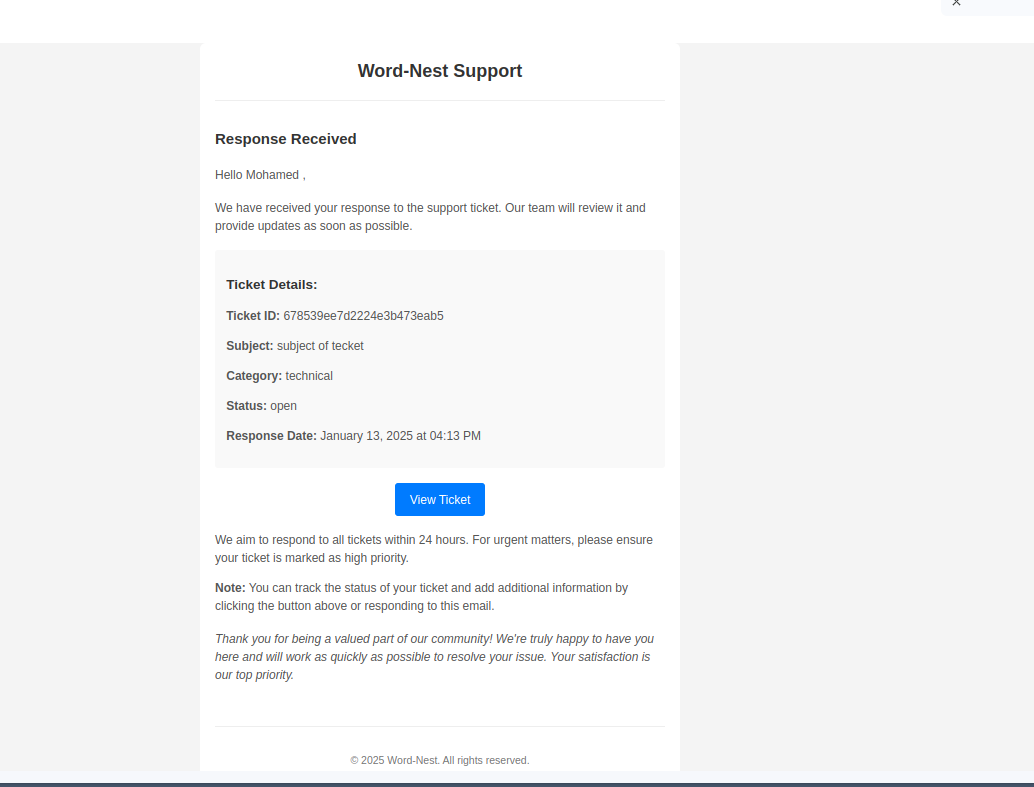 Word-Nest Support
Response Received
Hello Mohamed ,
We have received your response to the support ticket. Our team will review it and
provide updates as soon as possible.
Ticket Details:
Ticket ID: 678539ee7d2224e3b473eab5
Subject: subject of tecket
Category: technical
Status: open
Response Date: January 13, 2025 at 04:13 PM
View Ticket
We aim to respond to all tickets within 24 hours. For urgent matters, please ensure
your ticket is marked as high priority.
Note: You can track the status of your ticket and add additional information by
clicking the button above or responding to this email.
Thank you for being a valued part of our community! We're truly happy to have you
here and will work as quickly as possible to resolve your issue. Your satisfaction is
our top priority.
© 2025 Word-Nest. All rights reserved.